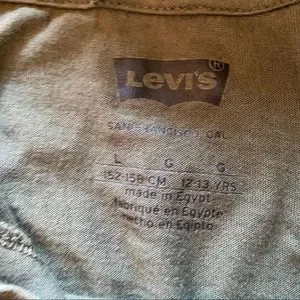 Levi's ®
SAN FRANCISCO, CAL.
L G G
152-158 CM 12-13 YRS
made in Egypt
fabriqué en Egypte
hecho en Egipto